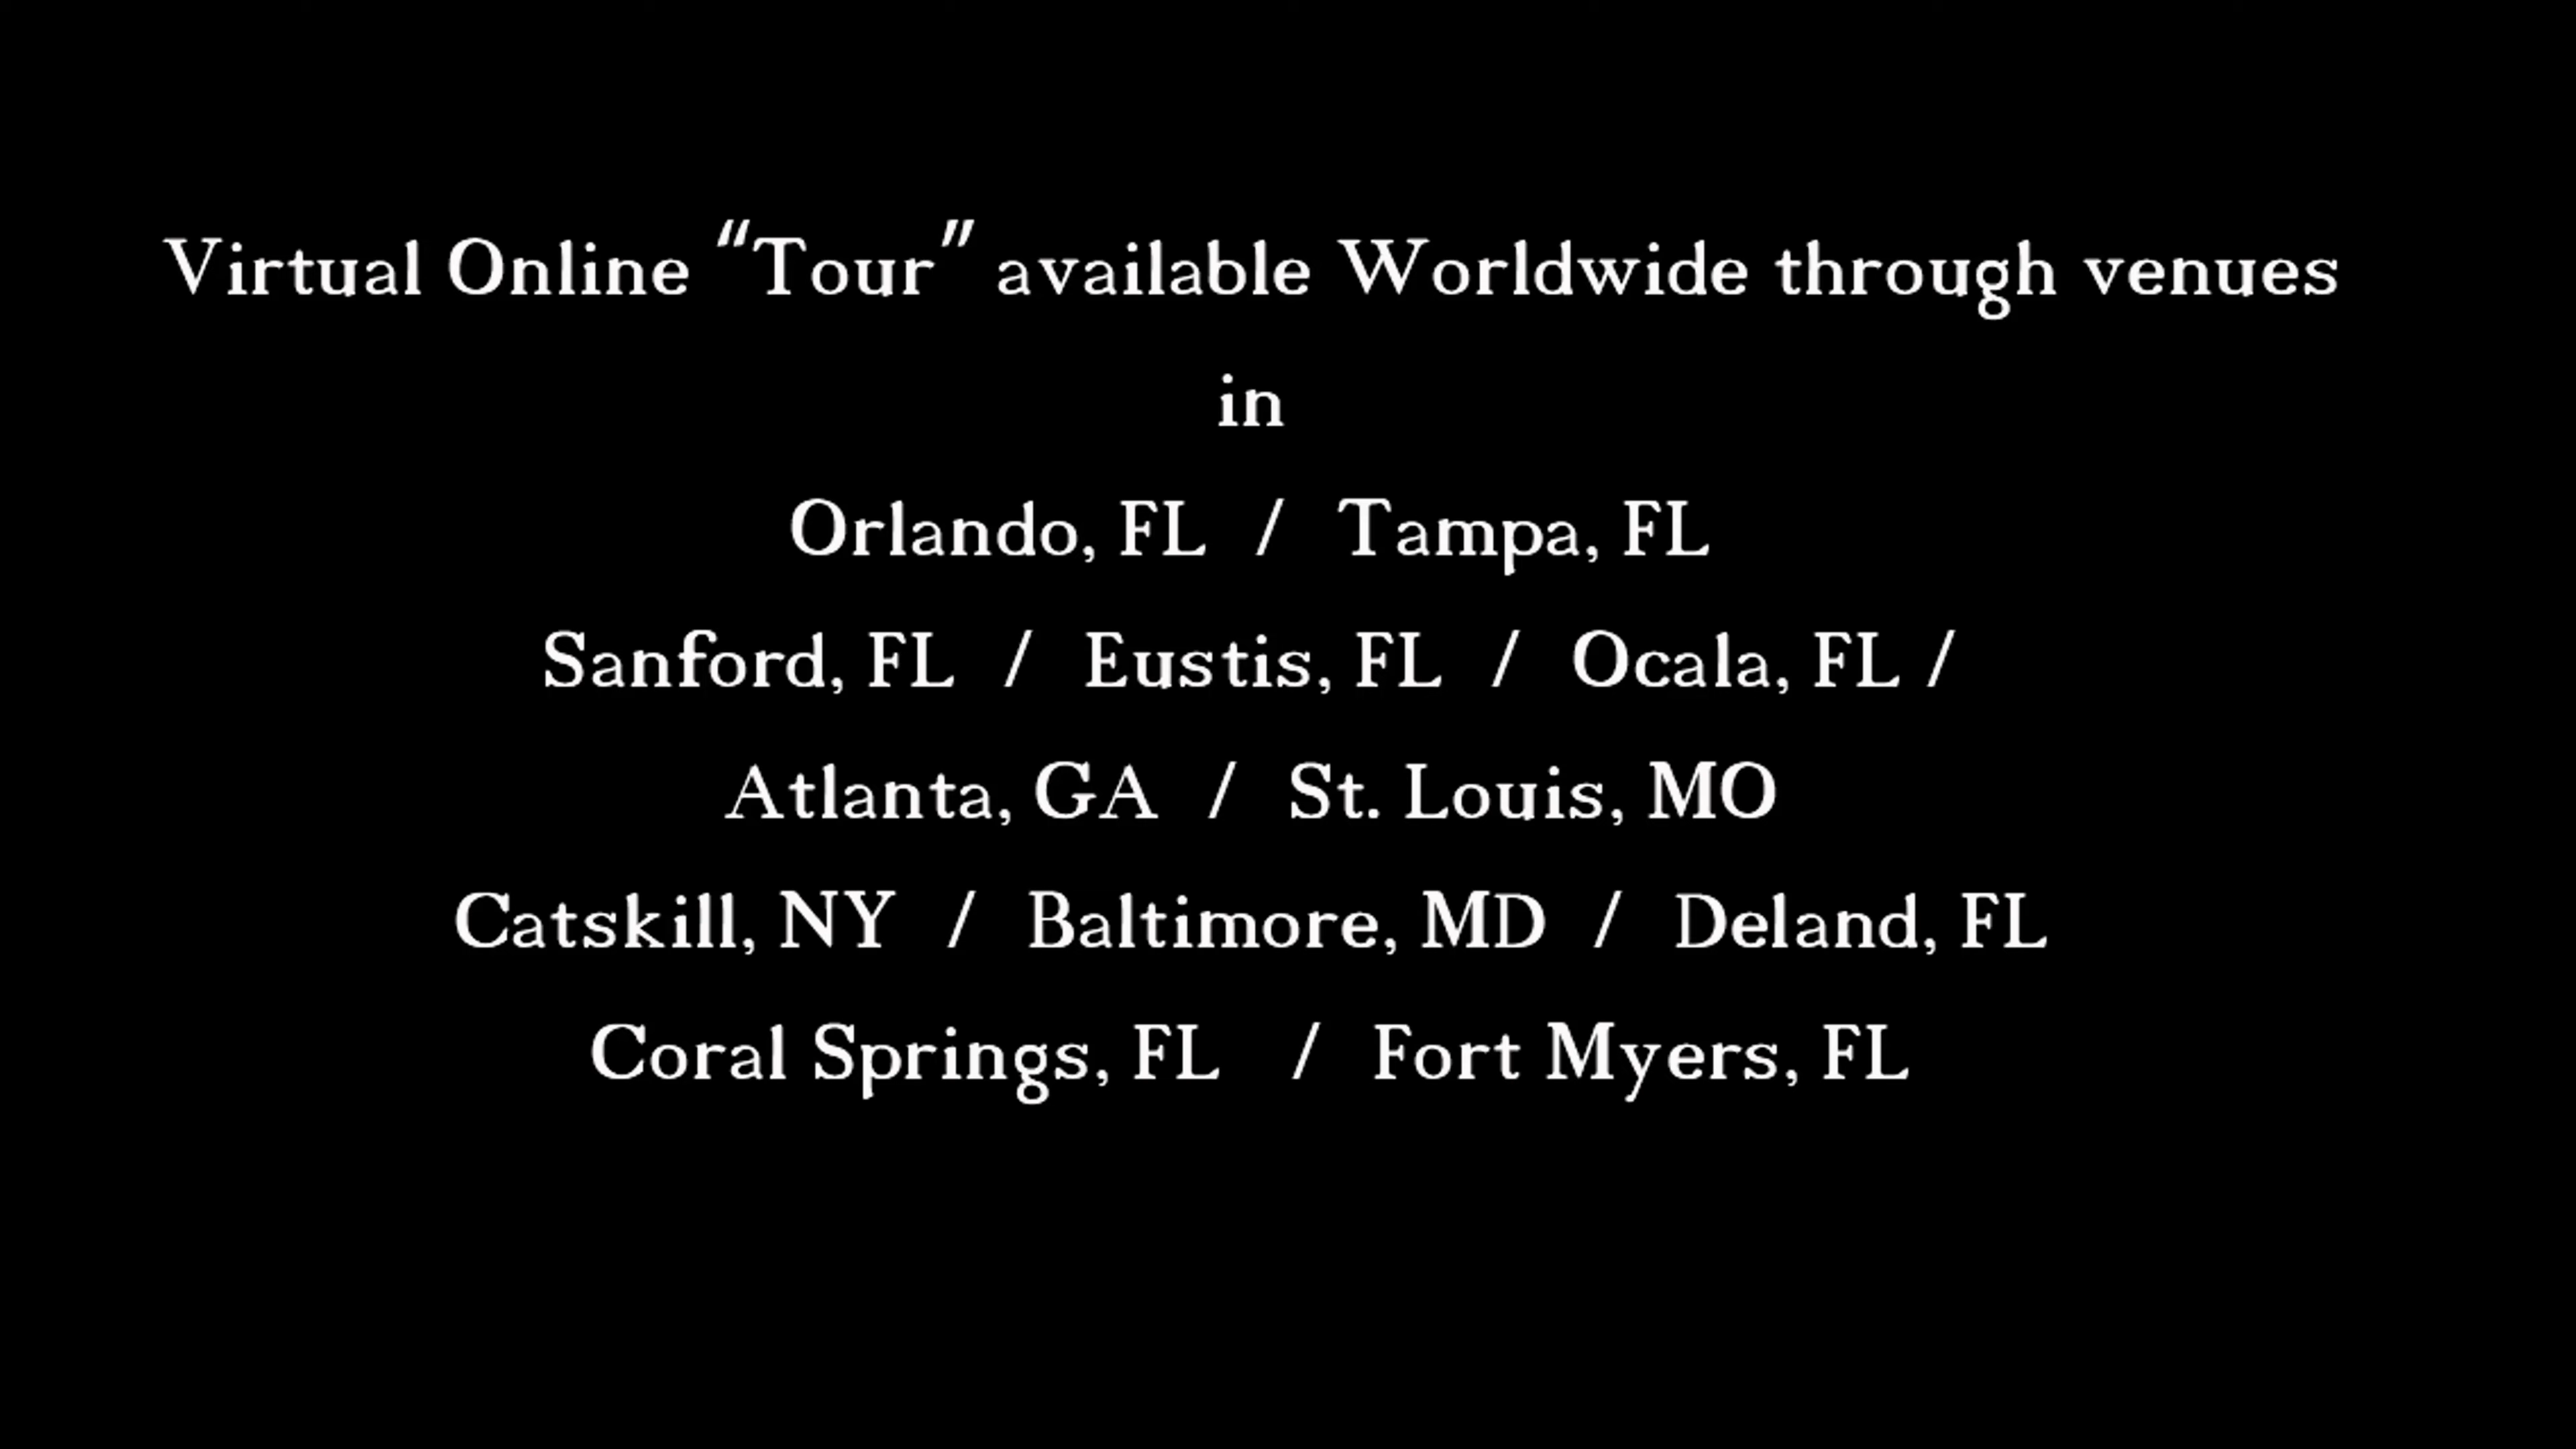 Virtual Online “Tour” available Worldwide through venues
in
Orlando, FL / Tampa, FL
Sanford, FL / Eustis, FL / Ocala, FL /
Atlanta, GA / St. Louis, MO
Catskill, NY / Baltimore, MD / Deland, FL
Coral Springs, FL / Fort Myers, FL